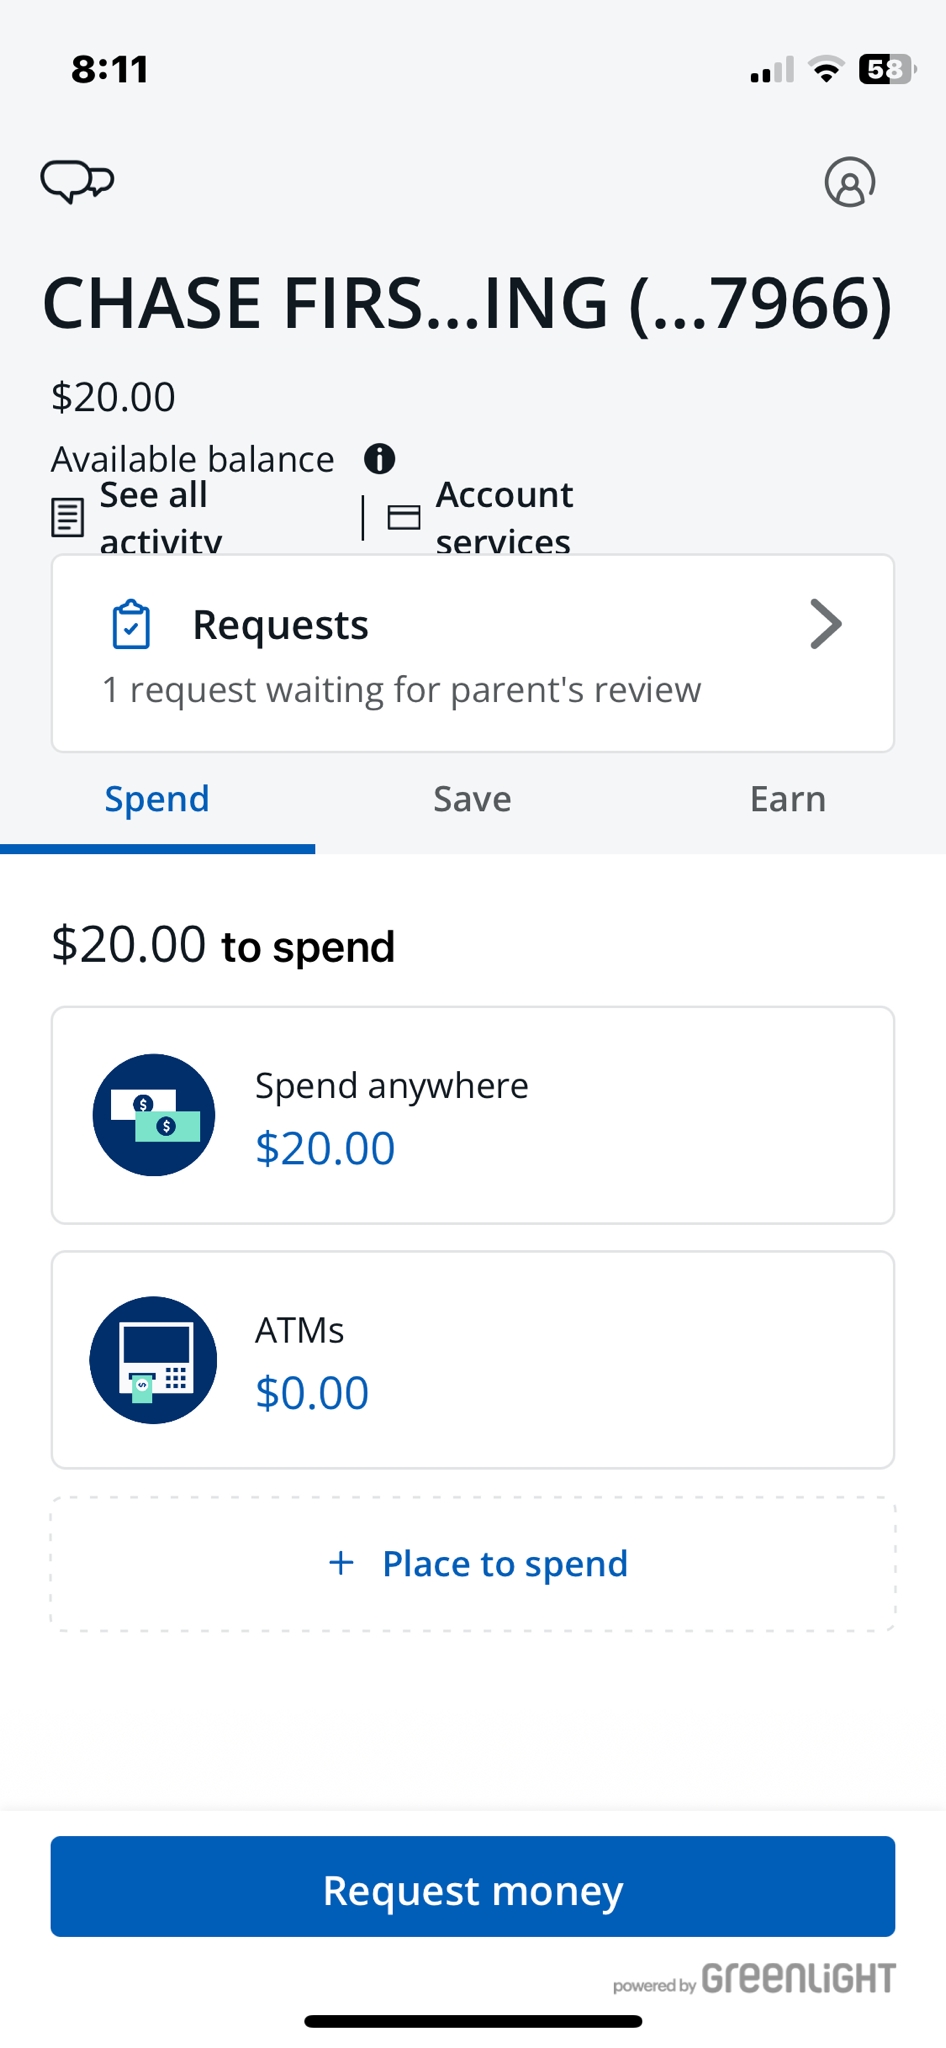 8:11
58
CHASE FIRS...ING (...7966)
$20.00
Available balance
See all
activity
Account
services
Requests
1 request waiting for parent's review
Spend
Save
Earn
$20.00 to spend
Spend anywhere
$20.00
ATMs
$0.00
+ Place to spend
Request money
powered by GreenLiGHT